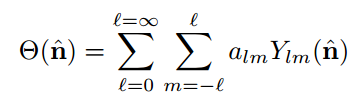 Θ(n̂) = ∑_{ℓ=0}^{ℓ=∞} ∑_{m=−ℓ}^{ℓ} a_{lm} Y_{lm}(n̂)